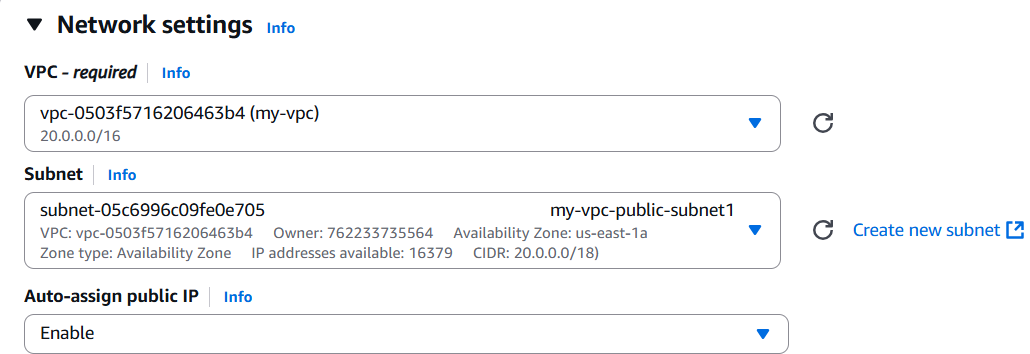 Network settings Info
VPC - required Info
vpc-0503f5716206463b4 (my-vpc)
20.0.0.0/16
Subnet Info
subnet-05c6996c09fe0e705 my-vpc-public-subnet1
VPC: vpc-0503f5716206463b4 Owner: 762233735564 Availability Zone: us-east-1a
Zone type: Availability Zone IP addresses available: 16379 CIDR: 20.0.0.0/18)
Create new subnet
Auto-assign public IP Info
Enable